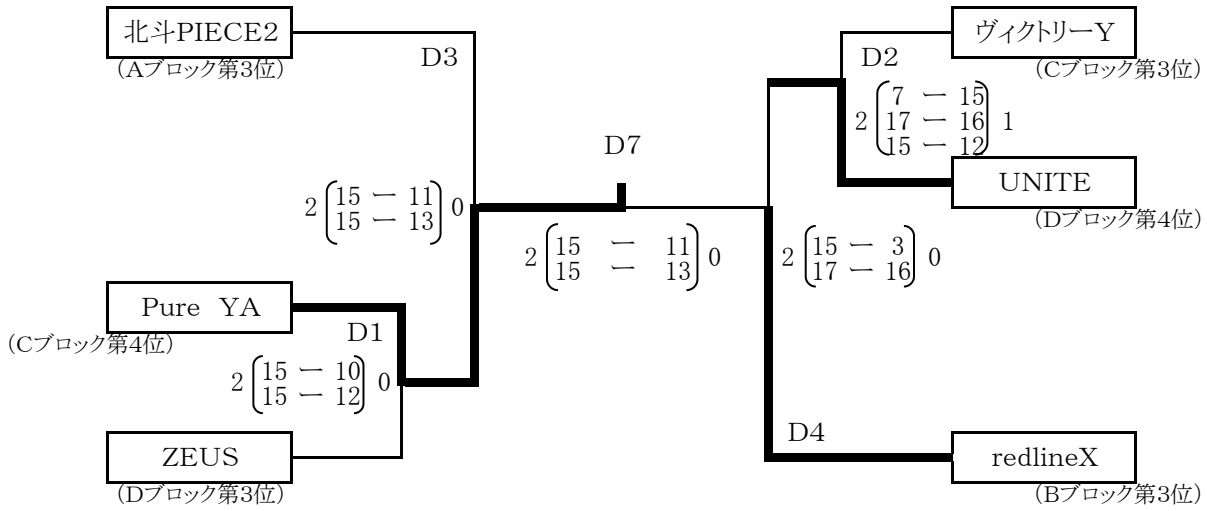 北斗PIECE2
(Aブロック第3位)
D3
ヴィクトリーY
(Cブロック第3位)
D2
2 7 ー 15 1
17 ー 16
15 ー 12
UNITE
(Dブロック第4位)
D7
2 15 ー 11 0
15 ー 13
2 15 ー 11 0
15 ー 13
2 15 ー 3 0
17 ー 16
Pure YA
(Cブロック第4位)
D1
2 15 ー 10 0
15 ー 12
ZEUS
(Dブロック第3位)
D4
redlineX
(Bブロック第3位)